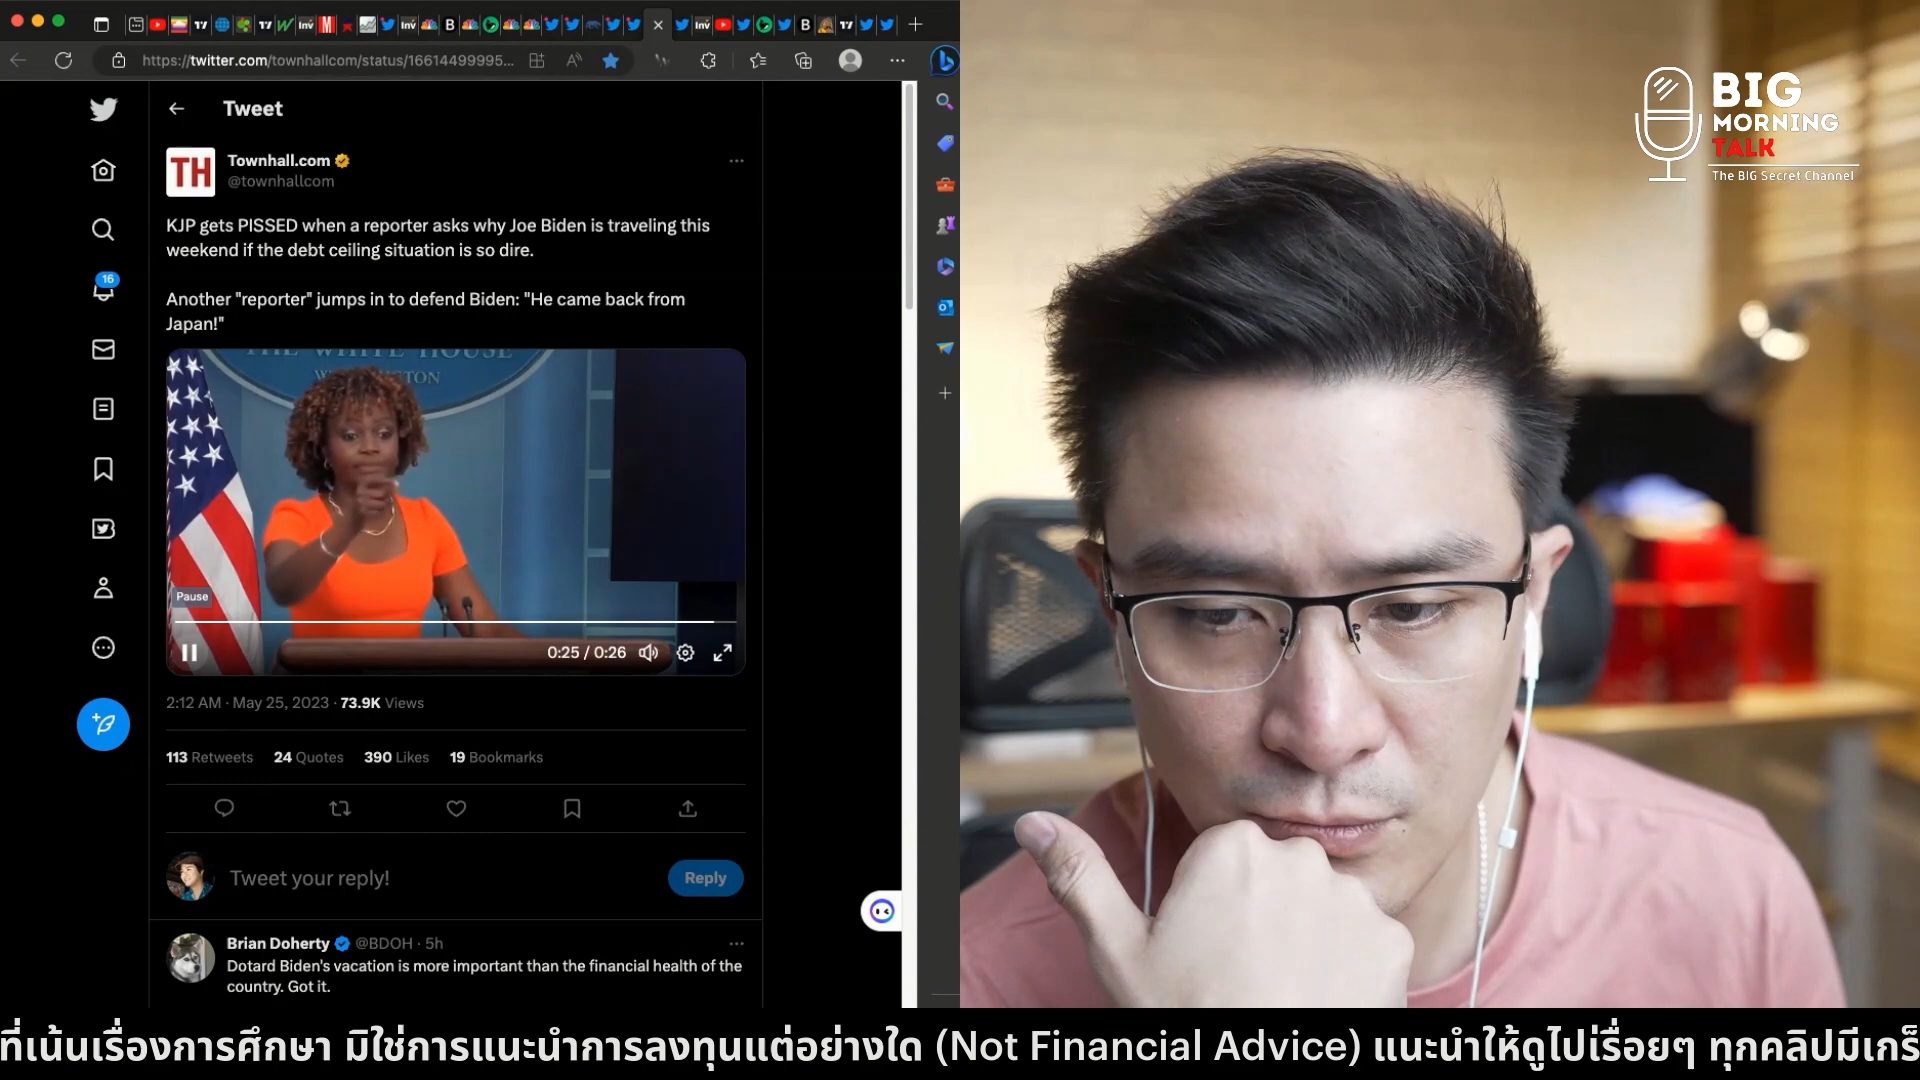 https://twitter.com/townhallcom/status/16614499995...
Tweet
Townhall.com
@townhallcom
KJP gets PISSED when a reporter asks why Joe Biden is traveling this
weekend if the debt ceiling situation is so dire.
Another "reporter" jumps in to defend Biden: "He came back from
Japan!"
THE WHITE HOUSE
Pause
0:25 / 0:26
2:12 AM · May 25, 2023 · 73.9K Views
113 Retweets 24 Quotes 390 Likes 19 Bookmarks
Tweet your reply!
Reply
Brian Doherty @BDOH · 5h
Dotard Biden's vacation is more important than the financial health of the
country. Got it.
16
TH
BIG
MORNING
TALK
The BIG Secret Channel
ที่เน้นเรื่องการศึกษา มิใช่การแนะนำการลงทุนแต่อย่างใด (Not Financial Advice) แนะนำให้ดูไปเรื่อยๆ ทุกคลิปมีเกร็